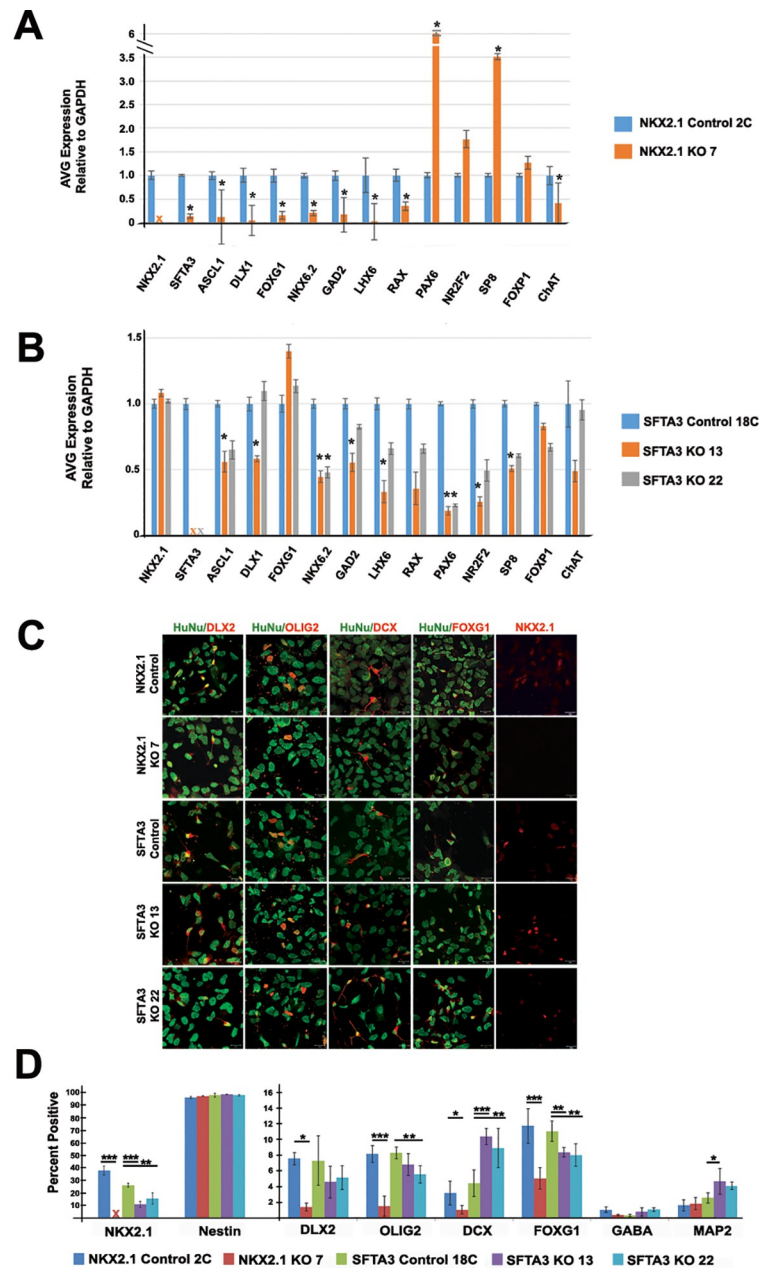 A
AVG Expression
Relative to GAPDH
6
3.5
3.0
2.5
2.0
1.5
1.0
0.5
0
* * * * * * * * * * *
x
NKX2.1 SFTA3 ASCL1 DLX1 FOXG1 NKX6.2 GAD2 LHX6 RAX PAX6 NR2F2 SP8 FOXP1 ChAT
NKX2.1 Control 2C
NKX2.1 KO 7
B
AVG Expression
Relative to GAPDH
1.5
1.0
0.5
0
* * ** * * ** * *
xx
NKX2.1 SFTA3 ASCL1 DLX1 FOXG1 NKX6.2 GAD2 LHX6 RAX PAX6 NR2F2 SP8 FOXP1 ChAT
SFTA3 Control 18C
SFTA3 KO 13
SFTA3 KO 22
C
HuNu/DLX2 HuNu/OLIG2 HuNu/DCX HuNu/FOXG1 NKX2.1
NKX2.1
Control
NKX2.1
KO 7
SFTA3
Control
SFTA3
KO 13
SFTA3
KO 22
D
Percent Positive
100
90
80
70
60
50
40
30
20
10
*** *** **
x
NKX2.1 Nestin
16
14
12
10
8
6
4
2
0
* *** ** * *** ** *** ** ** *
DLX2 OLIG2 DCX FOXG1 GABA MAP2
NKX2.1 Control 2C NKX2.1 KO 7 SFTA3 Control 18C SFTA3 KO 13 SFTA3 KO 22